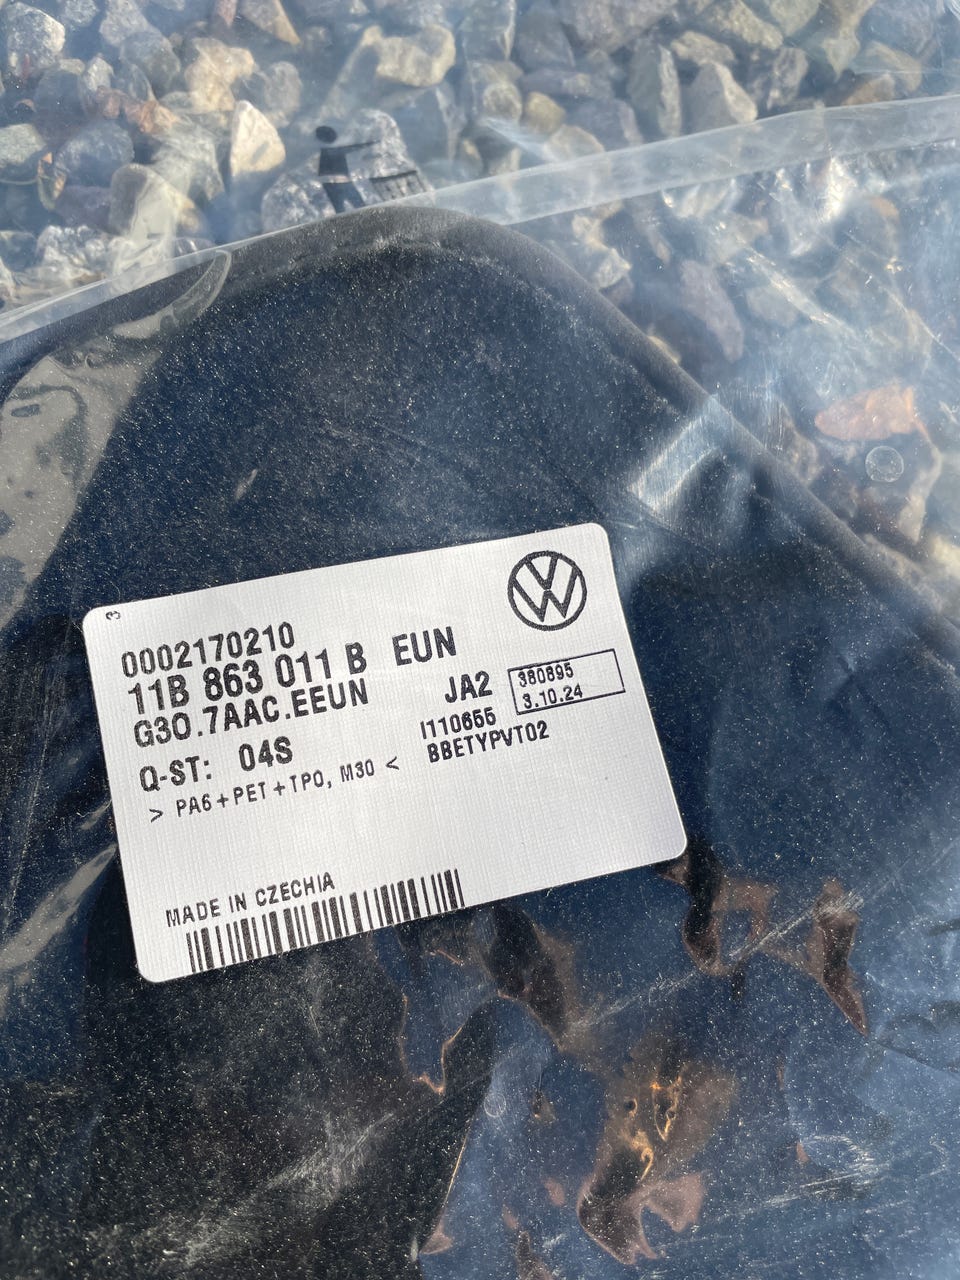 3
0002170210
11B 863 011 B EUN
G30.7AAC.EEUN
JA2
380895
3.10.24
Q-ST: 04S
I110655
BBETYPVT02
> PA6+PET+TPO, M30 <
MADE IN CZECHIA